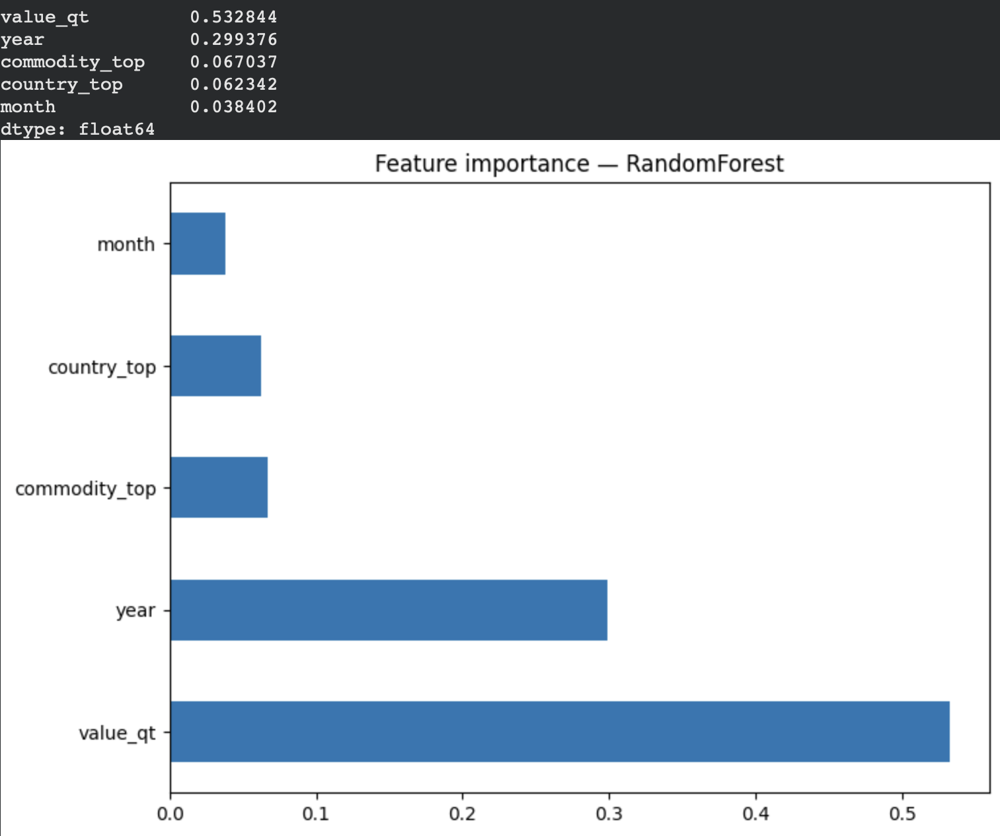 value_qt 0.532844
year 0.299376
commodity_top 0.067037
country_top 0.062342
month 0.038402
dtype: float64
Feature importance — RandomForest
month
country_top
commodity_top
year
value_qt
0.0 0.1 0.2 0.3 0.4 0.5